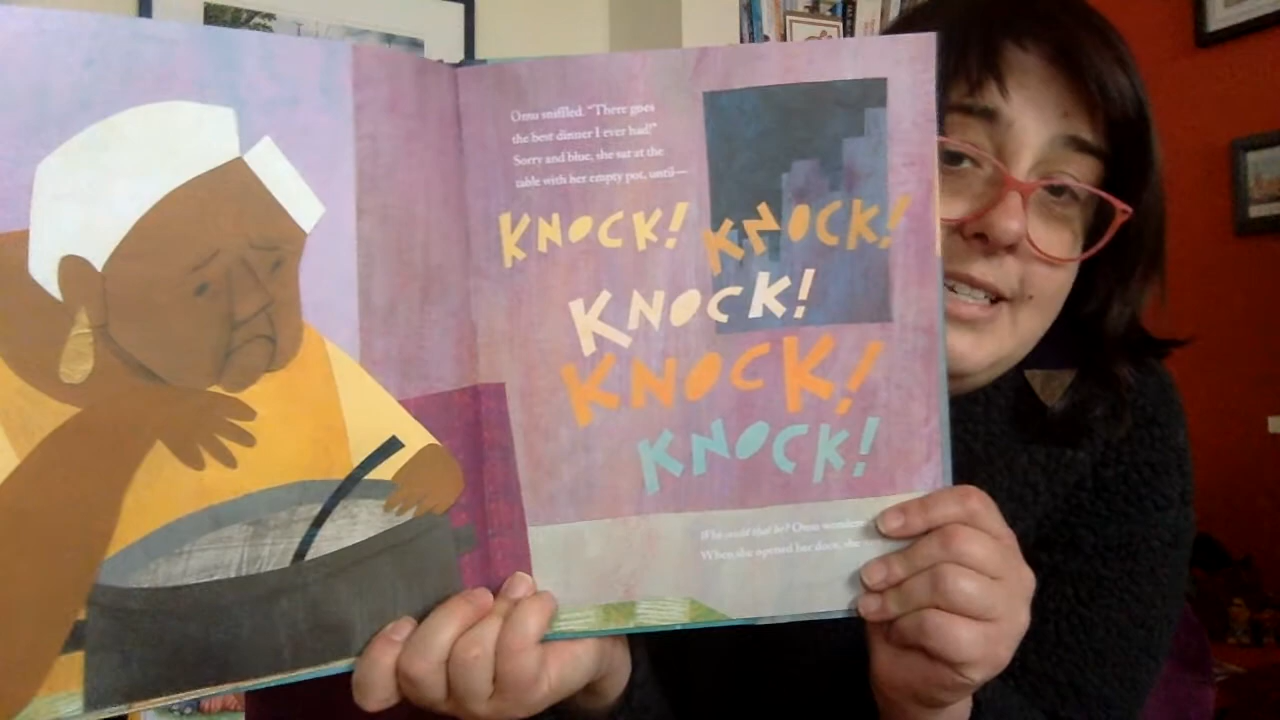 Omu sniffled. "There goes
the best dinner I ever had!"
Sorry and blue, she sat at the
table with her empty pot, until—
KNOCK! KNOCK!
KNOCK!
KNOCK!
KNOCK!
Who could that be? Omu
When she opened her door, she